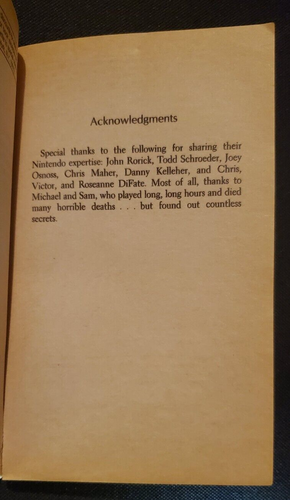 Acknowledgments
Special thanks to the following for sharing their
Nintendo expertise: John Rorick, Todd Schroeder, Joey
Osnoss, Chris Maher, Danny Kelleher, and Chris,
Victor, and Roseanne DiFate. Most of all, thanks to
Michael and Sam, who played long, long hours and died
many horrible deaths . . . but found out countless
secrets.